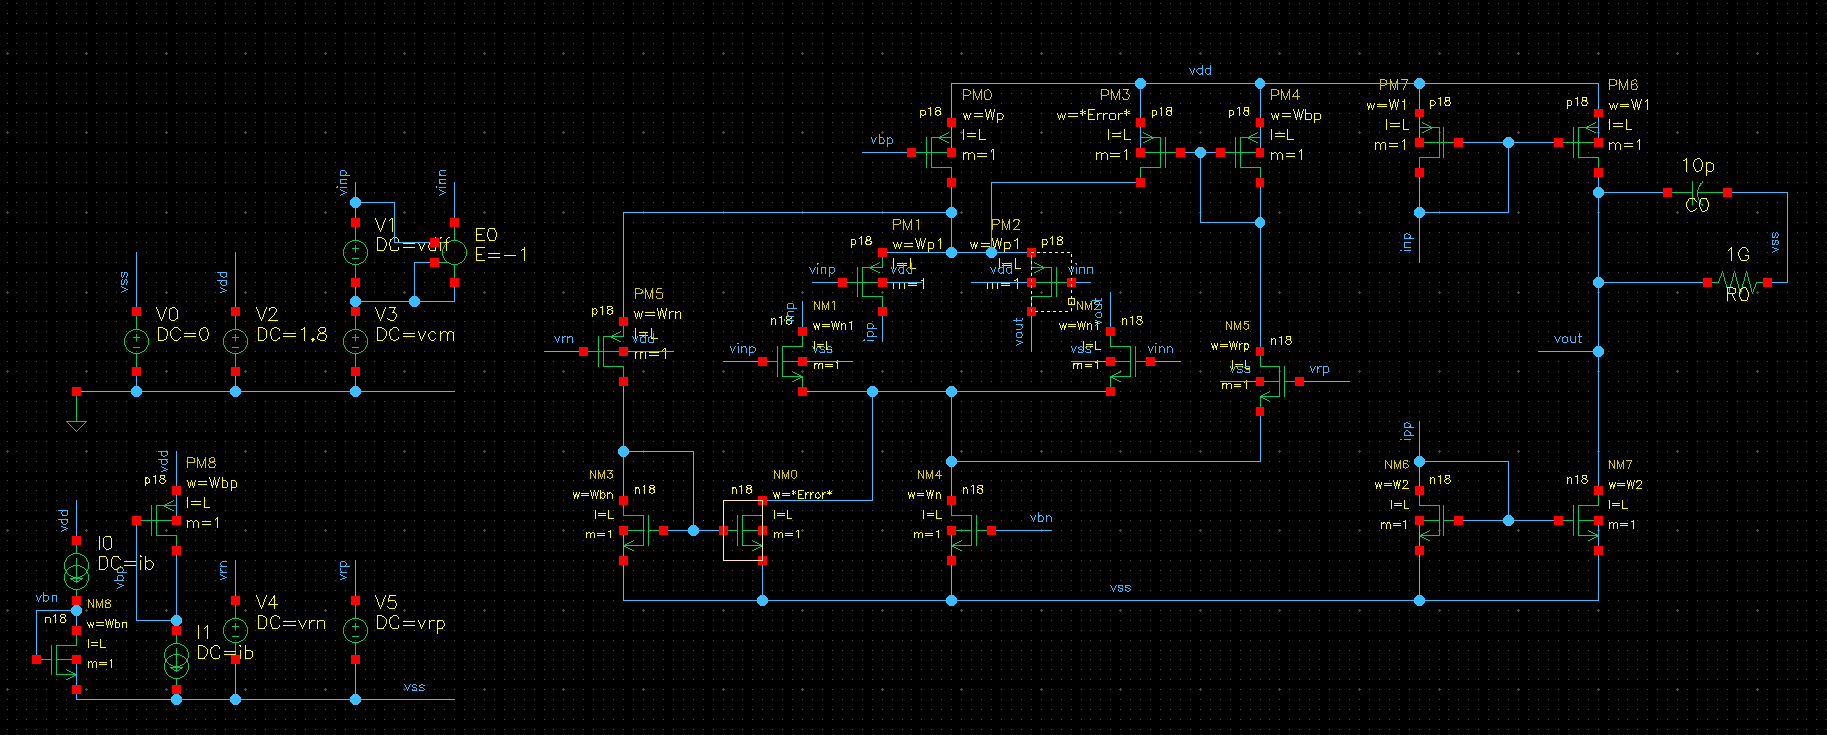 vdd
PM0
p18
w=Wp
l=L
m=1
vbp
PM3
p18
w=*Error*
l=L
m=1
PM4
p18
w=Wbp
l=L
m=1
PM7
p18
w=W1
l=L
m=1
PM6
p18
w=W1
l=L
m=1
10p
C0
vss
1G
R0
inp
vout
vinp
vinn
V1
DC=voff
E0
E=-1
vss
V0
DC=0
vdd
V2
DC=1.8
V3
DC=vcm
PM1
p18
w=Wp1
l=L
m=1
vinp
vdd
ipp
PM2
p18
w=Wp1
l=L
m=1
vdd
vinn
vout
PM5
p18
w=Wrn
l=L
m=1
vrn
vdd
NM1
n18
w=Wn1
l=L
m=1
inp
vinp
vss
n18
w=Wn1
l=L
m=1
vout
vss
vinn
NM5
n18
w=Wrp
l=L
m=1
vss
vrp
NM3
n18
w=Wbn
l=L
m=1
NM0
n18
w=*Error*
l=L
m=1
NM4
n18
w=Wn
l=L
m=1
vbn
ipp
NM6
n18
w=W2
l=L
m=1
NM7
n18
w=W2
l=L
m=1
vss
PM8
p18
w=Wbp
l=L
m=1
vdd
vdd
I0
DC=ib
vbp
vbn
NM8
n18
w=Wbn
l=L
m=1
I1
DC=ib
vrn
V4
DC=vrn
vrp
V5
DC=vrp
vss